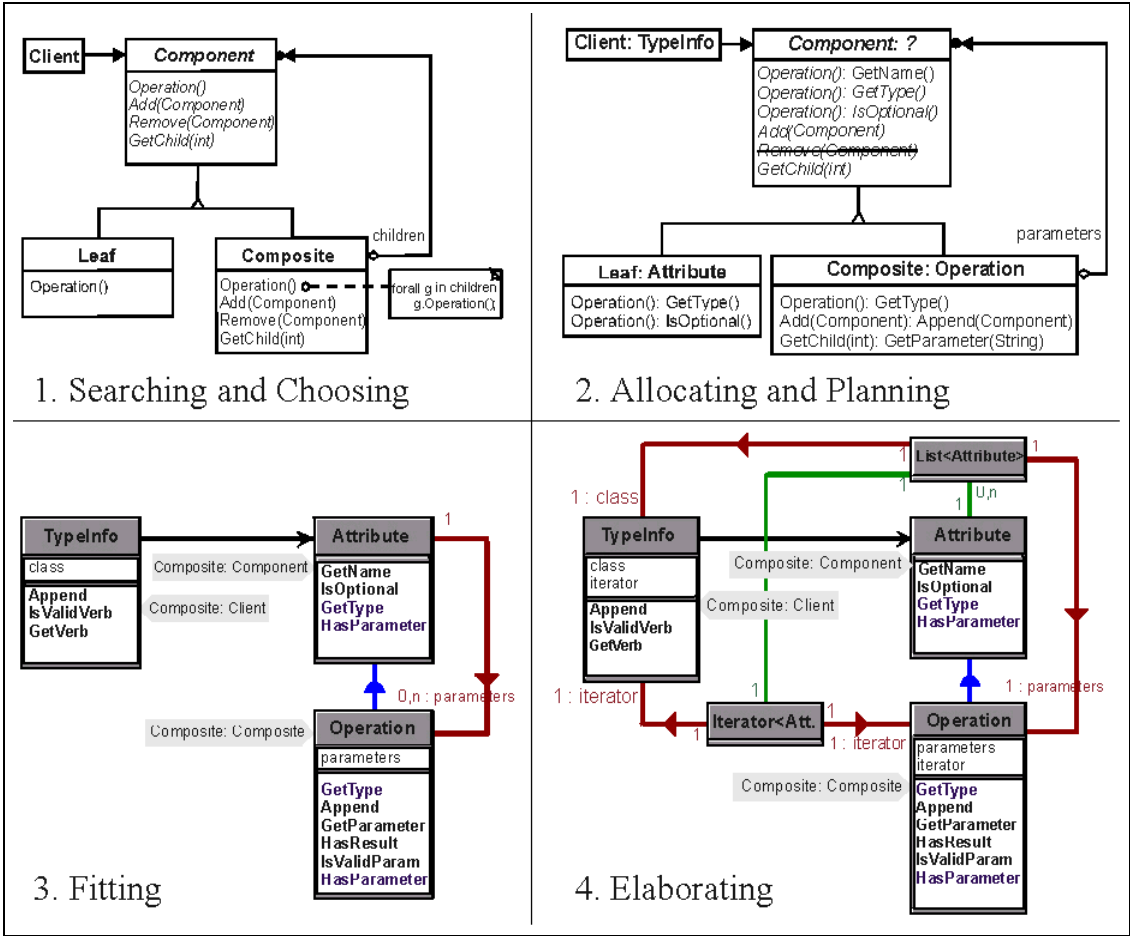 Client
Component
Operation()
Add(Component)
Remove(Component)
GetChild(int)
children
Leaf
Operation()
Composite
Operation()
Add(Component)
Remove(Component)
GetChild(int)
forall g in children
g.Operation();
1. Searching and Choosing
Client: TypeInfo
Component: ?
Operation(): GetName()
Operation(): GetType()
Operation(): IsOptional()
Add(Component)
Remove(Component)
GetChild(int)
parameters
Leaf: Attribute
Operation(): GetType()
Operation(): IsOptional()
Composite: Operation
Operation(): GetType()
Add(Component): Append(Component)
GetChild(int): GetParameter(String)
2. Allocating and Planning
TypeInfo
class
Append
IsValidVerb
GetVerb
Composite: Component
Composite: Client
Attribute
GetName
IsOptional
GetType
HasParameter
1
0,n : parameters
Composite: Composite
Operation
parameters
GetType
Append
GetParameter
HasResult
IsValidParam
HasParameter
3. Fitting
List<Attribute>
1
1
1
1 : class
1
U,n
TypeInfo
class
iterator
Append
IsValidVerb
GetVerb
Composite: Component
Composite: Client
Attribute
GetName
IsOptional
GetType
HasParameter
1 : iterator
1
1
Iterator<Att.
1
1 : iterator
1 : parameters
Composite: Composite
Operation
parameters
iterator
GetType
Append
GetParameter
HasResult
IsValidParam
HasParameter
4. Elaborating